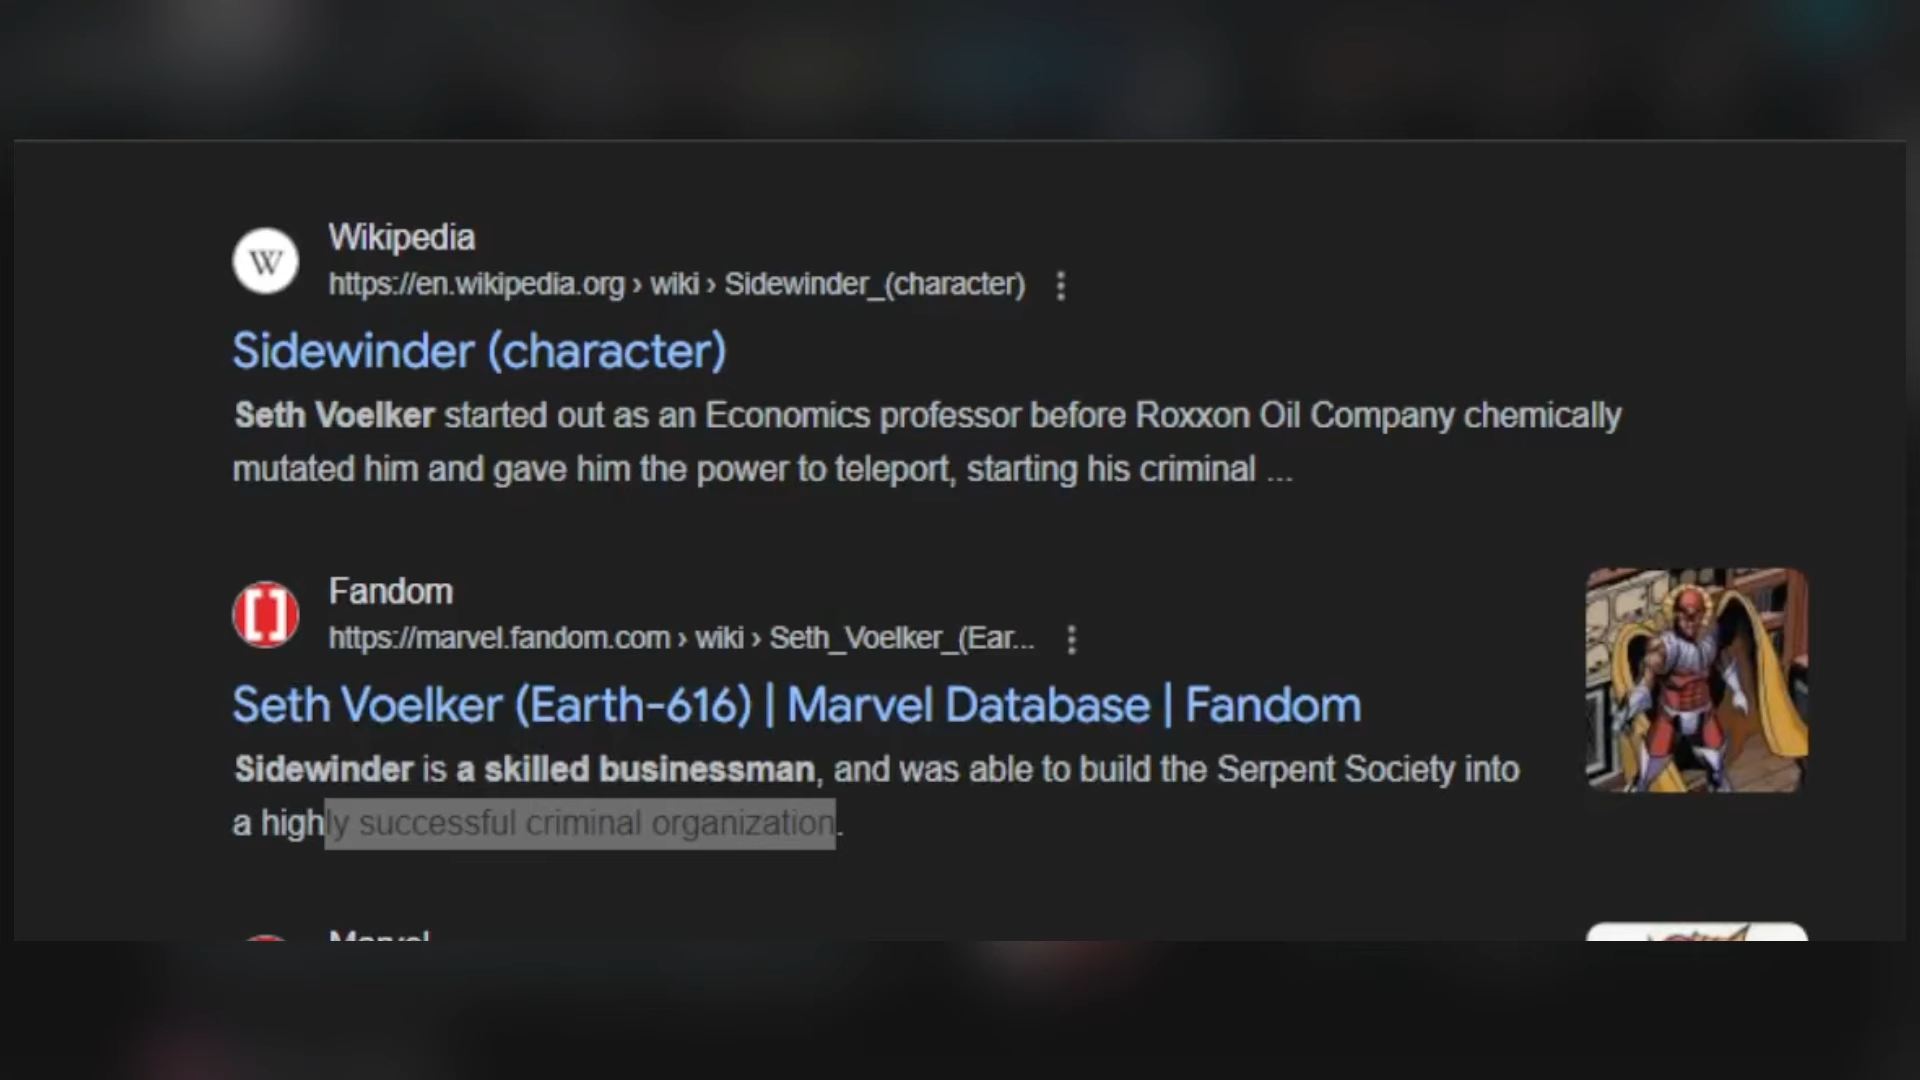 Wikipedia
W
https://en.wikipedia.org › wiki › Sidewinder_(character)
Sidewinder (character)
Seth Voelker started out as an Economics professor before Roxxon Oil Company chemically
mutated him and gave him the power to teleport, starting his criminal ...
Fandom
https://marvel.fandom.com › wiki › Seth_Voelker_(Ear...
Seth Voelker (Earth-616) | Marvel Database | Fandom
Sidewinder is a skilled businessman, and was able to build the Serpent Society into
a highly successful criminal organization.
Marvel